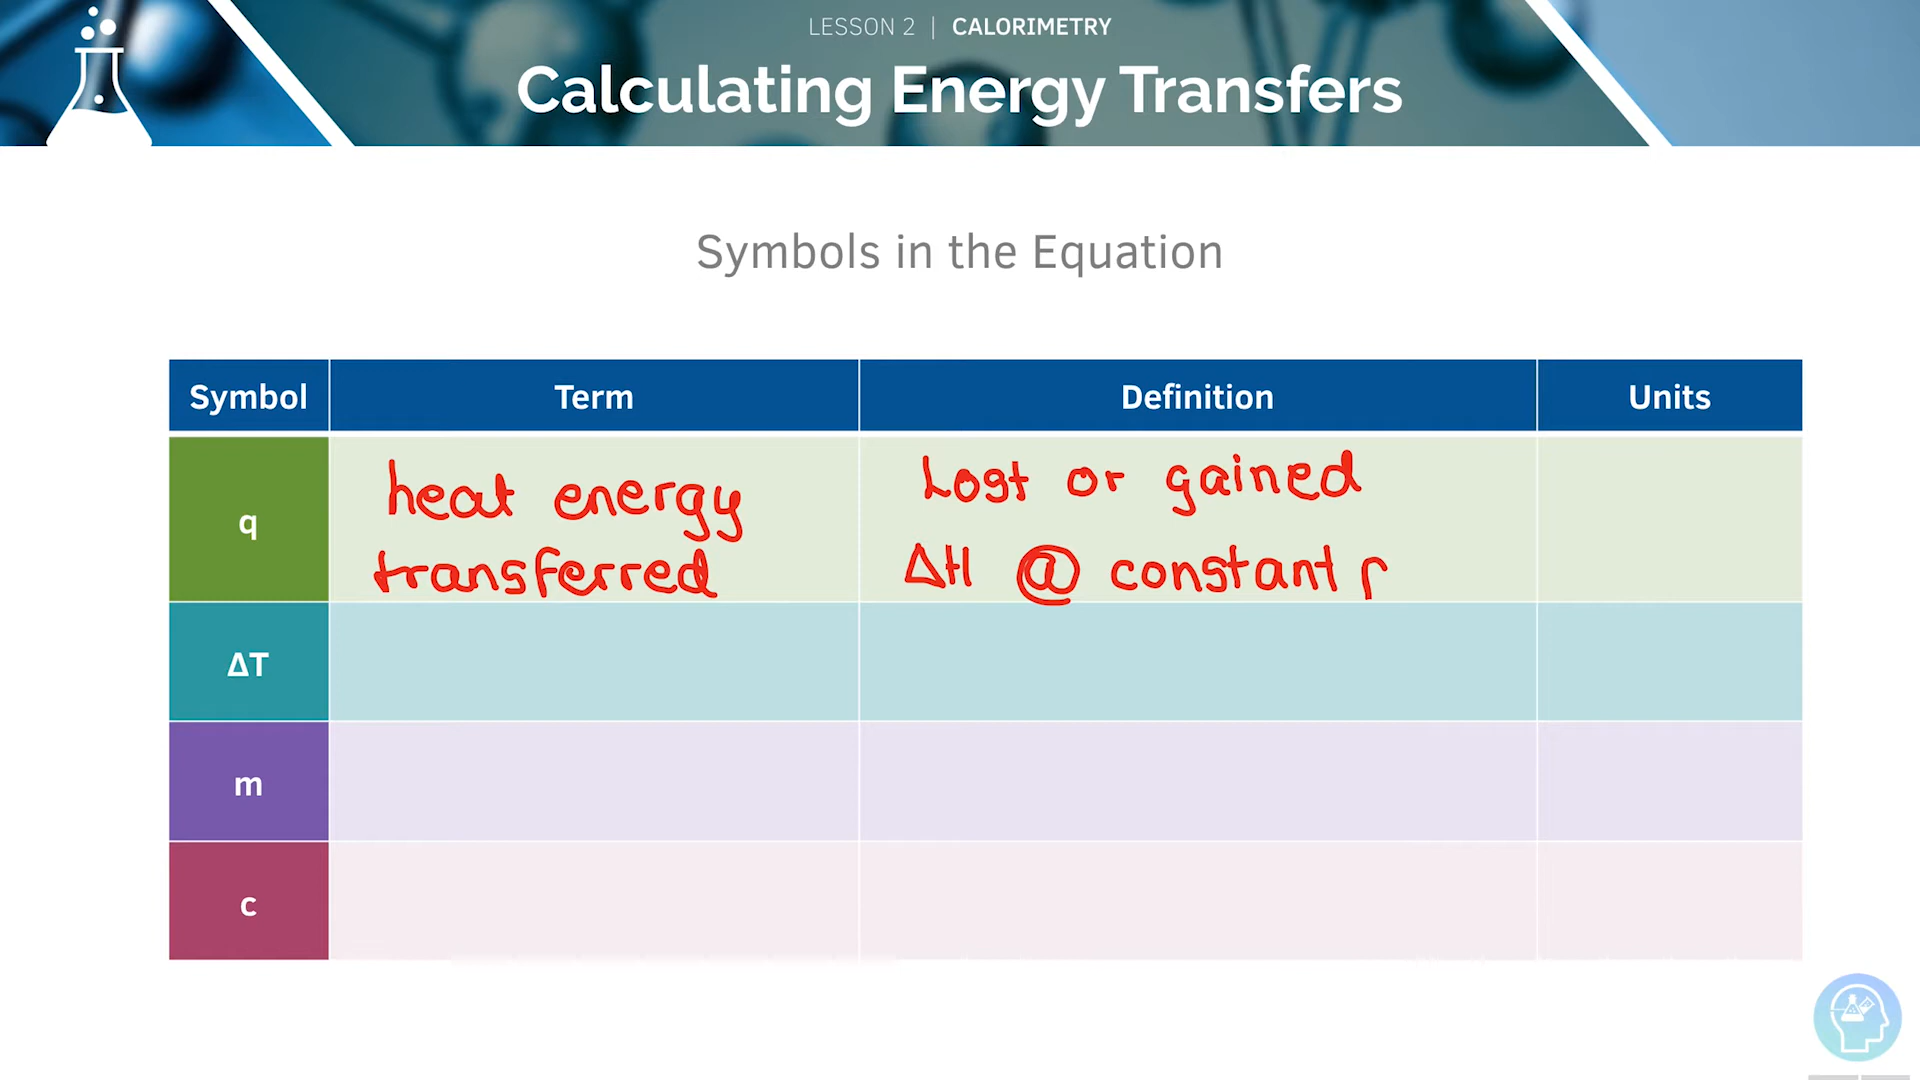 LESSON 2 | CALORIMETRY
Calculating Energy Transfers
Symbols in the Equation
Symbol Term Definition Units
q
heat energy
transferred
Lost or gained
ΔH @ constant p
ΔT
m
c